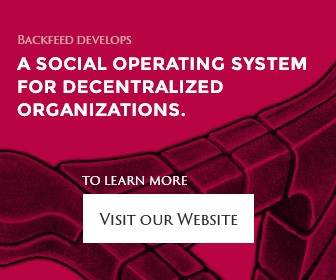 Backfeed develops
A SOCIAL OPERATING SYSTEM
FOR DECENTRALIZED
ORGANIZATIONS.
TO LEARN MORE
Visit our Website